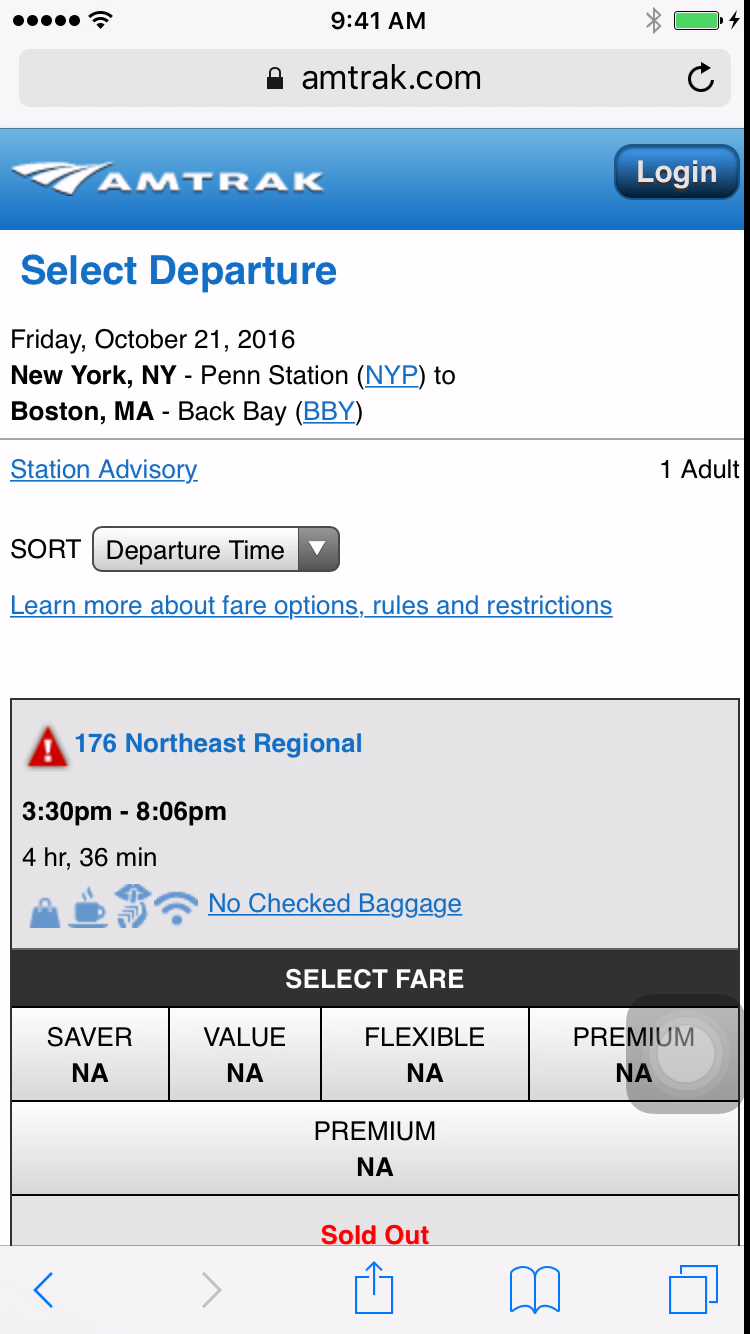 9:41 AM
amtrak.com
AMTRAK
Login
Select Departure
Friday, October 21, 2016
New York, NY - Penn Station (NYP) to
Boston, MA - Back Bay (BBY)
Station Advisory
1 Adult
SORT
Departure Time
Learn more about fare options, rules and restrictions
176 Northeast Regional
3:30pm - 8:06pm
4 hr, 36 min
No Checked Baggage
SELECT FARE
SAVER
NA
VALUE
NA
FLEXIBLE
NA
PREMIUM
NA
PREMIUM
NA
Sold Out